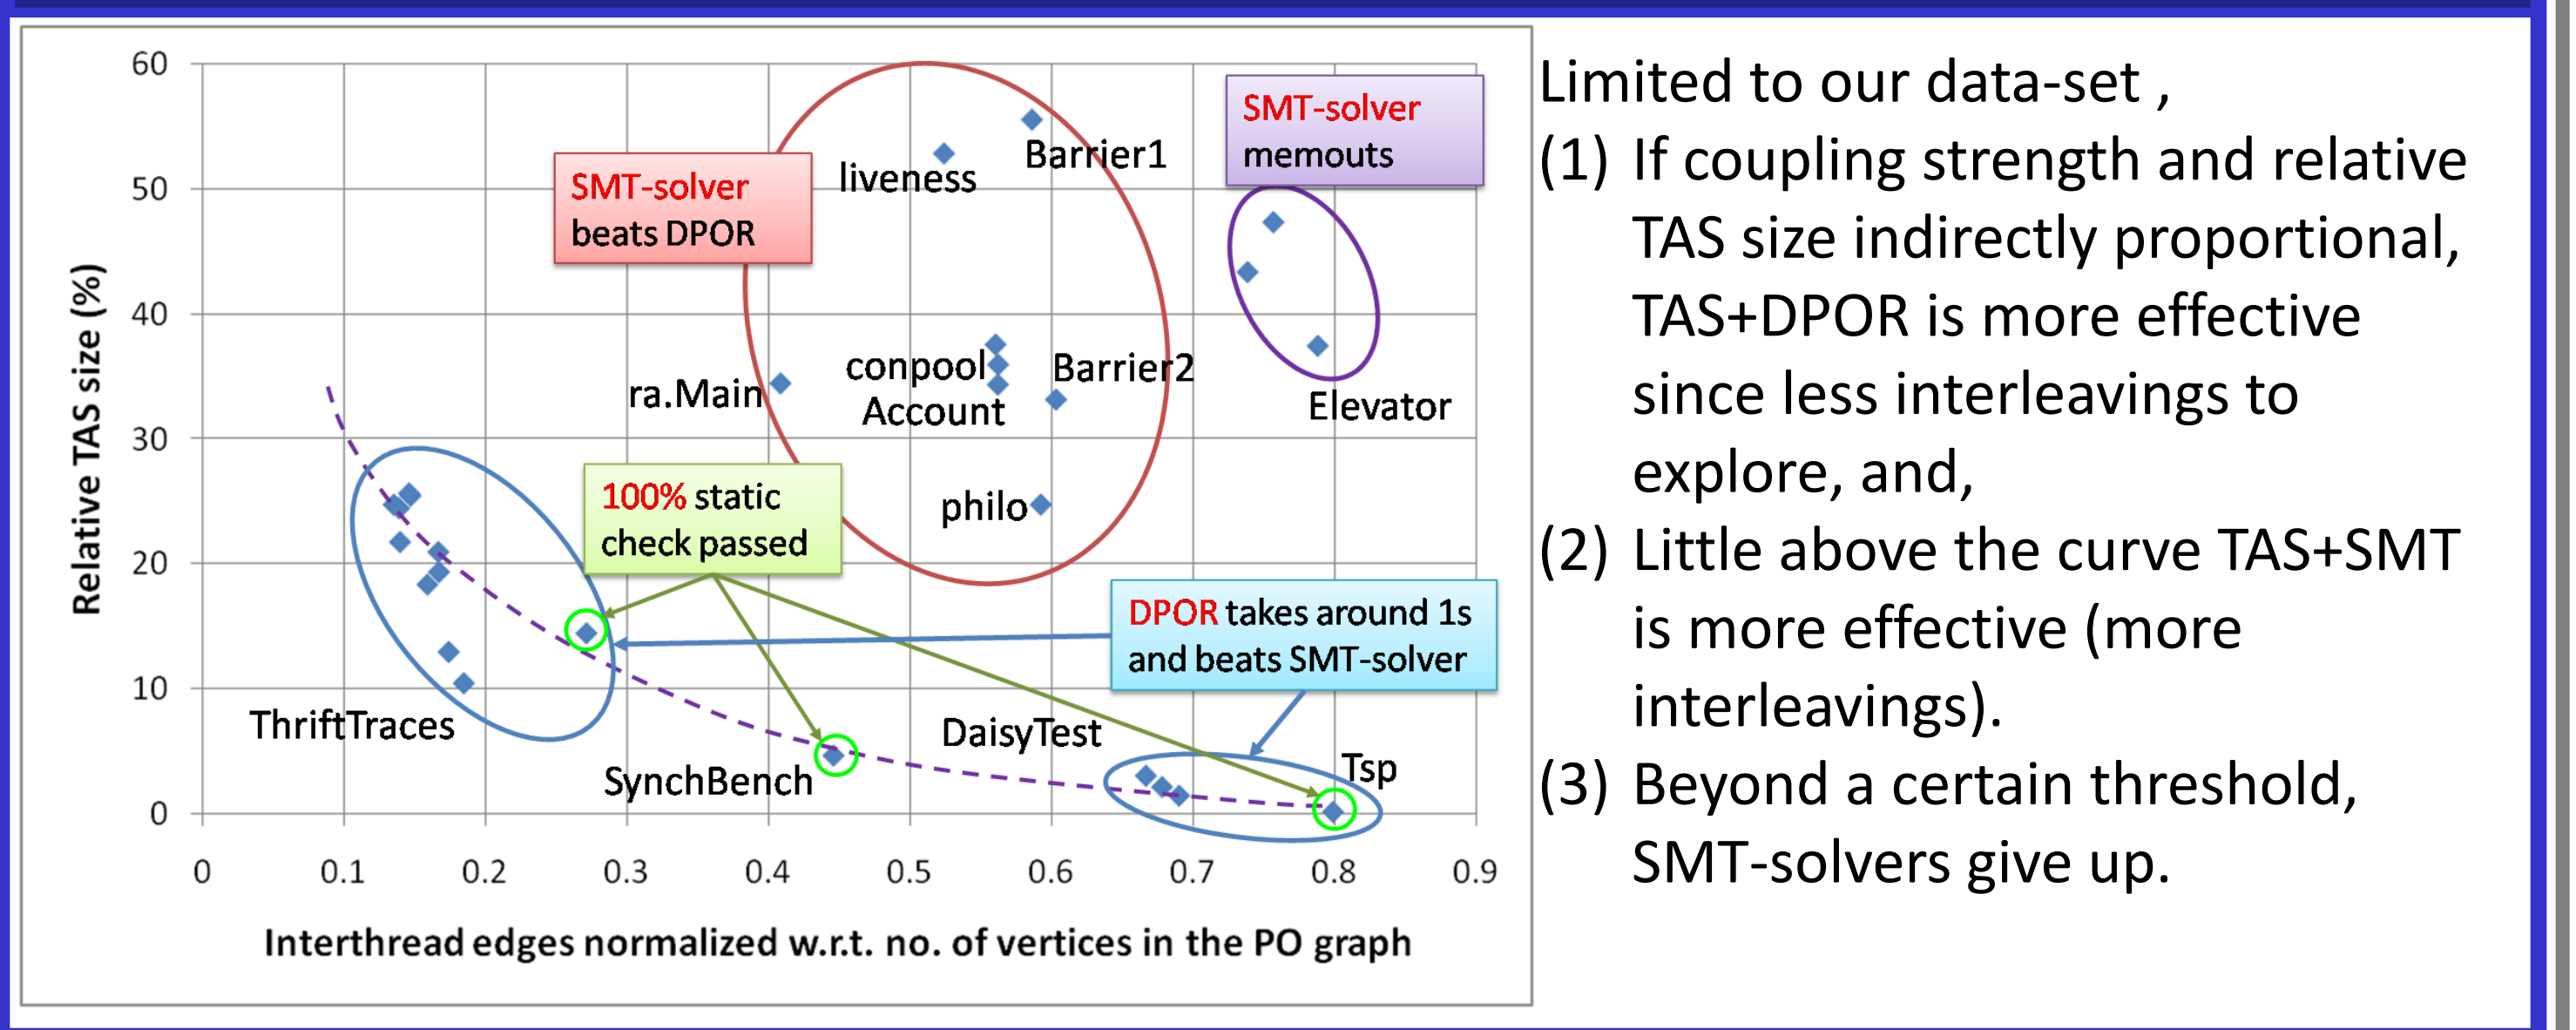 60
50
40
30
20
10
0
Relative TAS size (%)
0 0.1 0.2 0.3 0.4 0.5 0.6 0.7 0.8 0.9
Interthread edges normalized w.r.t. no. of vertices in the PO graph
SMT-solver
beats DPOR
liveness
Barrier1
SMT-solver
memouts
ra.Main
conpool
Account
Barrier2
Elevator
100% static
check passed
philo
DPOR takes around 1s
and beats SMT-solver
ThriftTraces
SynchBench
DaisyTest
Tsp
Limited to our data-set ,
(1) If coupling strength and relative
TAS size indirectly proportional,
TAS+DPOR is more effective
since less interleavings to
explore, and,
(2) Little above the curve TAS+SMT
is more effective (more
interleavings).
(3) Beyond a certain threshold,
SMT-solvers give up.